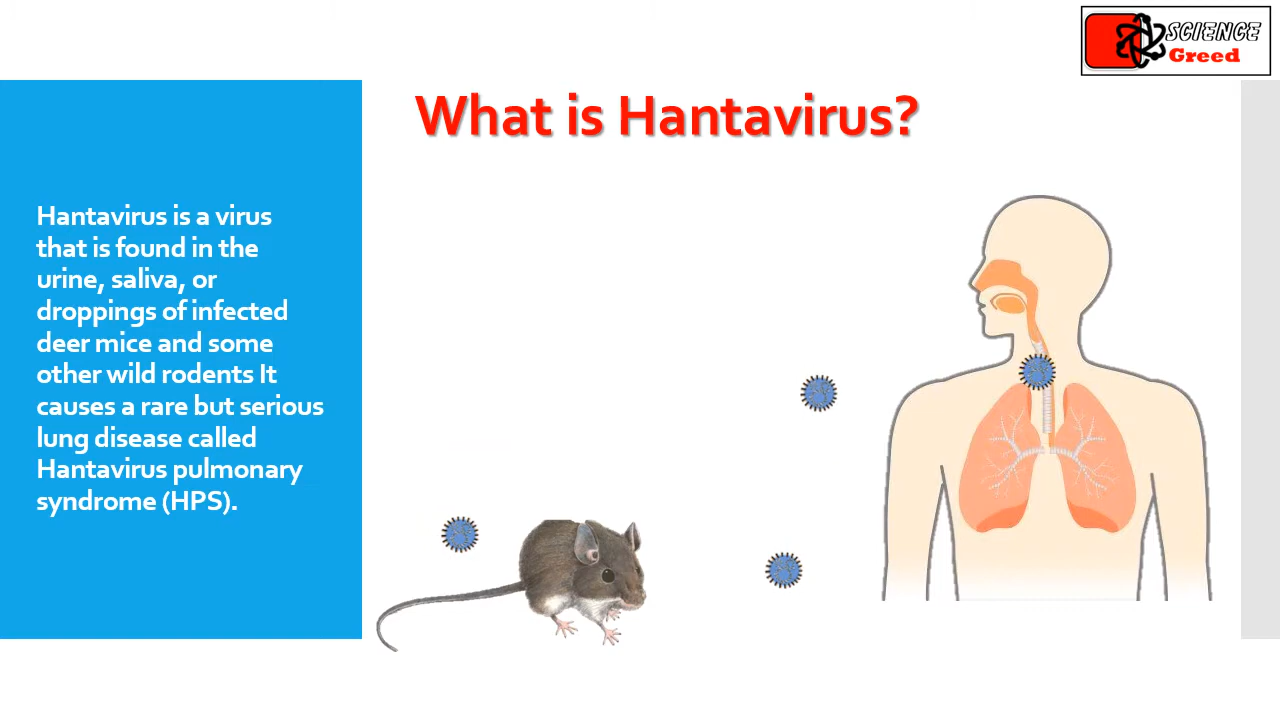 SCIENCE
Greed
What is Hantavirus?
Hantavirus is a virus
that is found in the
urine, saliva, or
droppings of infected
deer mice and some
other wild rodents It
causes a rare but serious
lung disease called
Hantavirus pulmonary
syndrome (HPS).